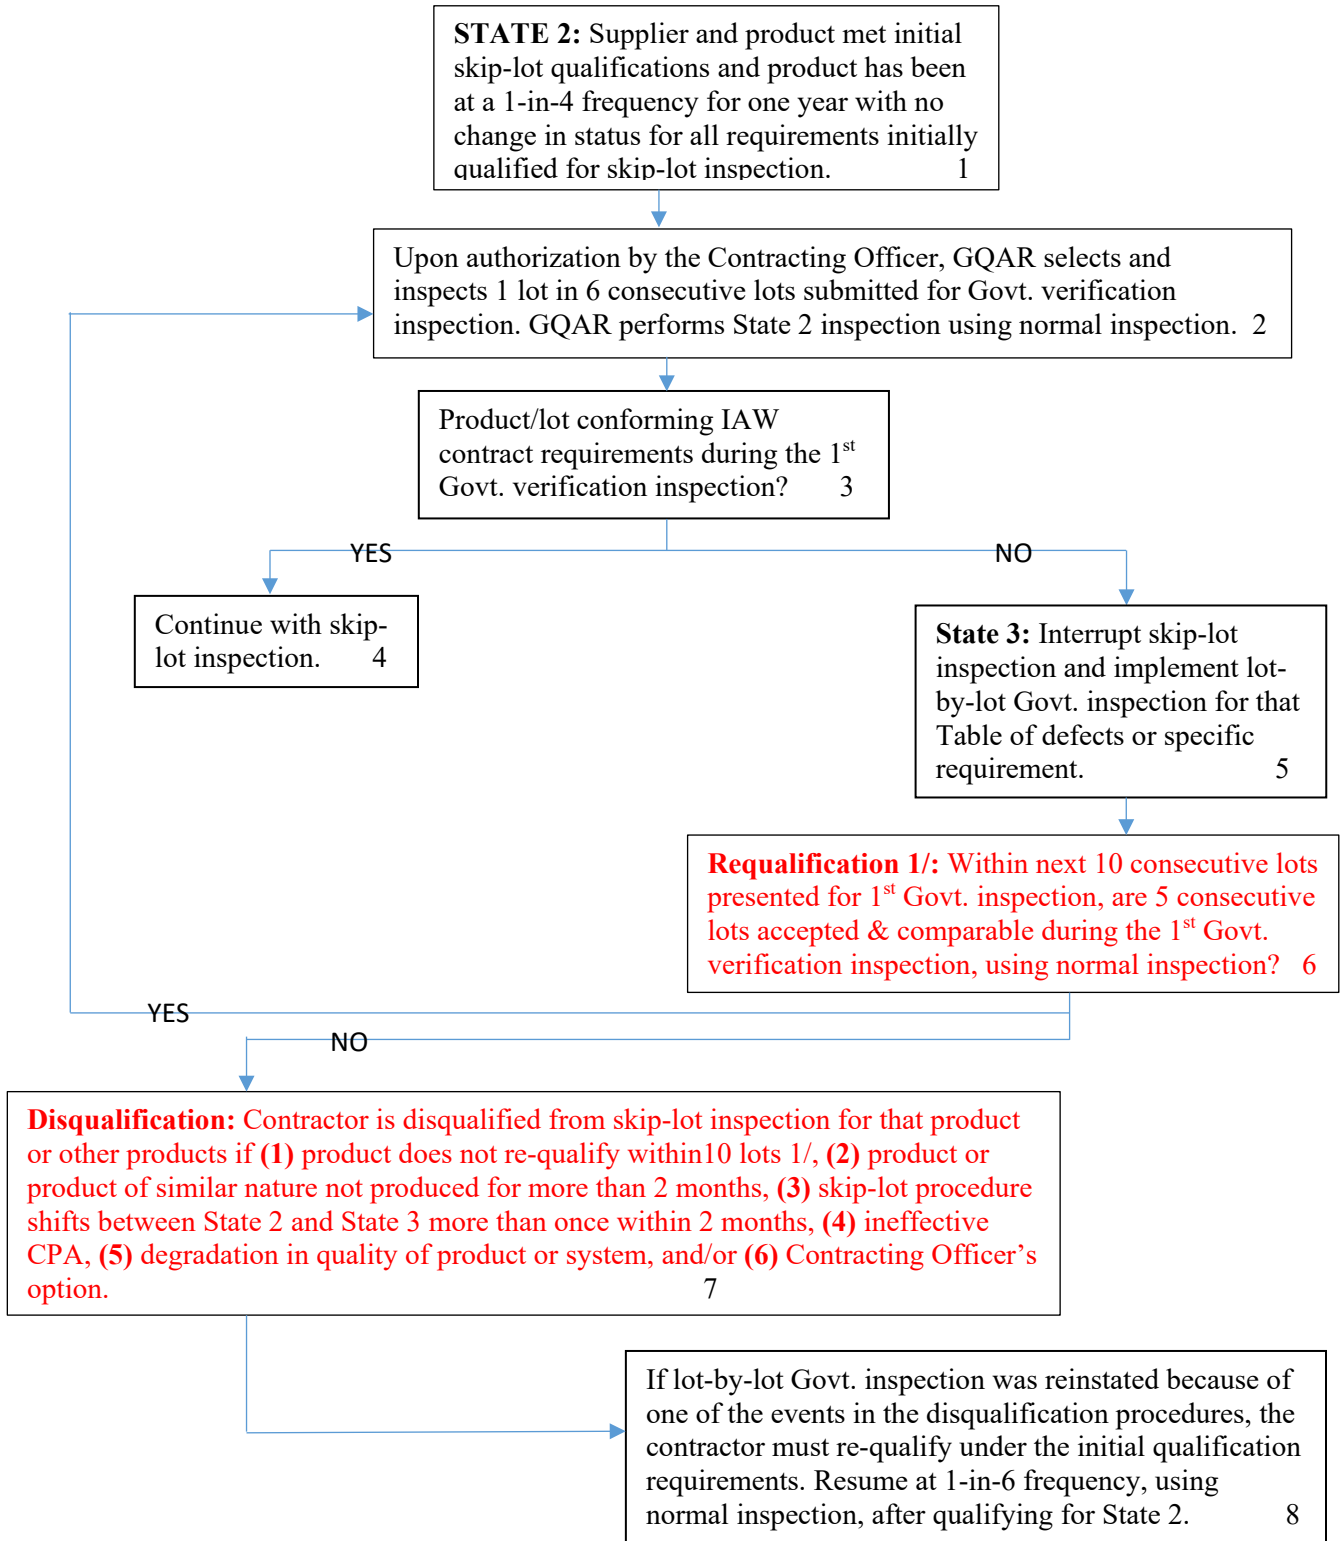 STATE 2: Supplier and product met initial
skip-lot qualifications and product has been
at a 1-in-4 frequency for one year with no
change in status for all requirements initially
qualified for skip-lot inspection. 1
Upon authorization by the Contracting Officer, GQAR selects and
inspects 1 lot in 6 consecutive lots submitted for Govt. verification
inspection. GQAR performs State 2 inspection using normal inspection. 2
Product/lot conforming IAW
contract requirements during the 1st
Govt. verification inspection? 3
YES
NO
Continue with skip-
lot inspection. 4
State 3: Interrupt skip-lot
inspection and implement lot-
by-lot Govt. inspection for that
Table of defects or specific
requirement. 5
Requalification 1/: Within next 10 consecutive lots
presented for 1st Govt. inspection, are 5 consecutive
lots accepted & comparable during the 1st Govt.
verification inspection, using normal inspection? 6
YES
NO
Disqualification: Contractor is disqualified from skip-lot inspection for that product
or other products if (1) product does not re-qualify within10 lots 1/, (2) product or
product of similar nature not produced for more than 2 months, (3) skip-lot procedure
shifts between State 2 and State 3 more than once within 2 months, (4) ineffective
CPA, (5) degradation in quality of product or system, and/or (6) Contracting Officer’s
option. 7
If lot-by-lot Govt. inspection was reinstated because of
one of the events in the disqualification procedures, the
contractor must re-qualify under the initial qualification
requirements. Resume at 1-in-6 frequency, using
normal inspection, after qualifying for State 2. 8